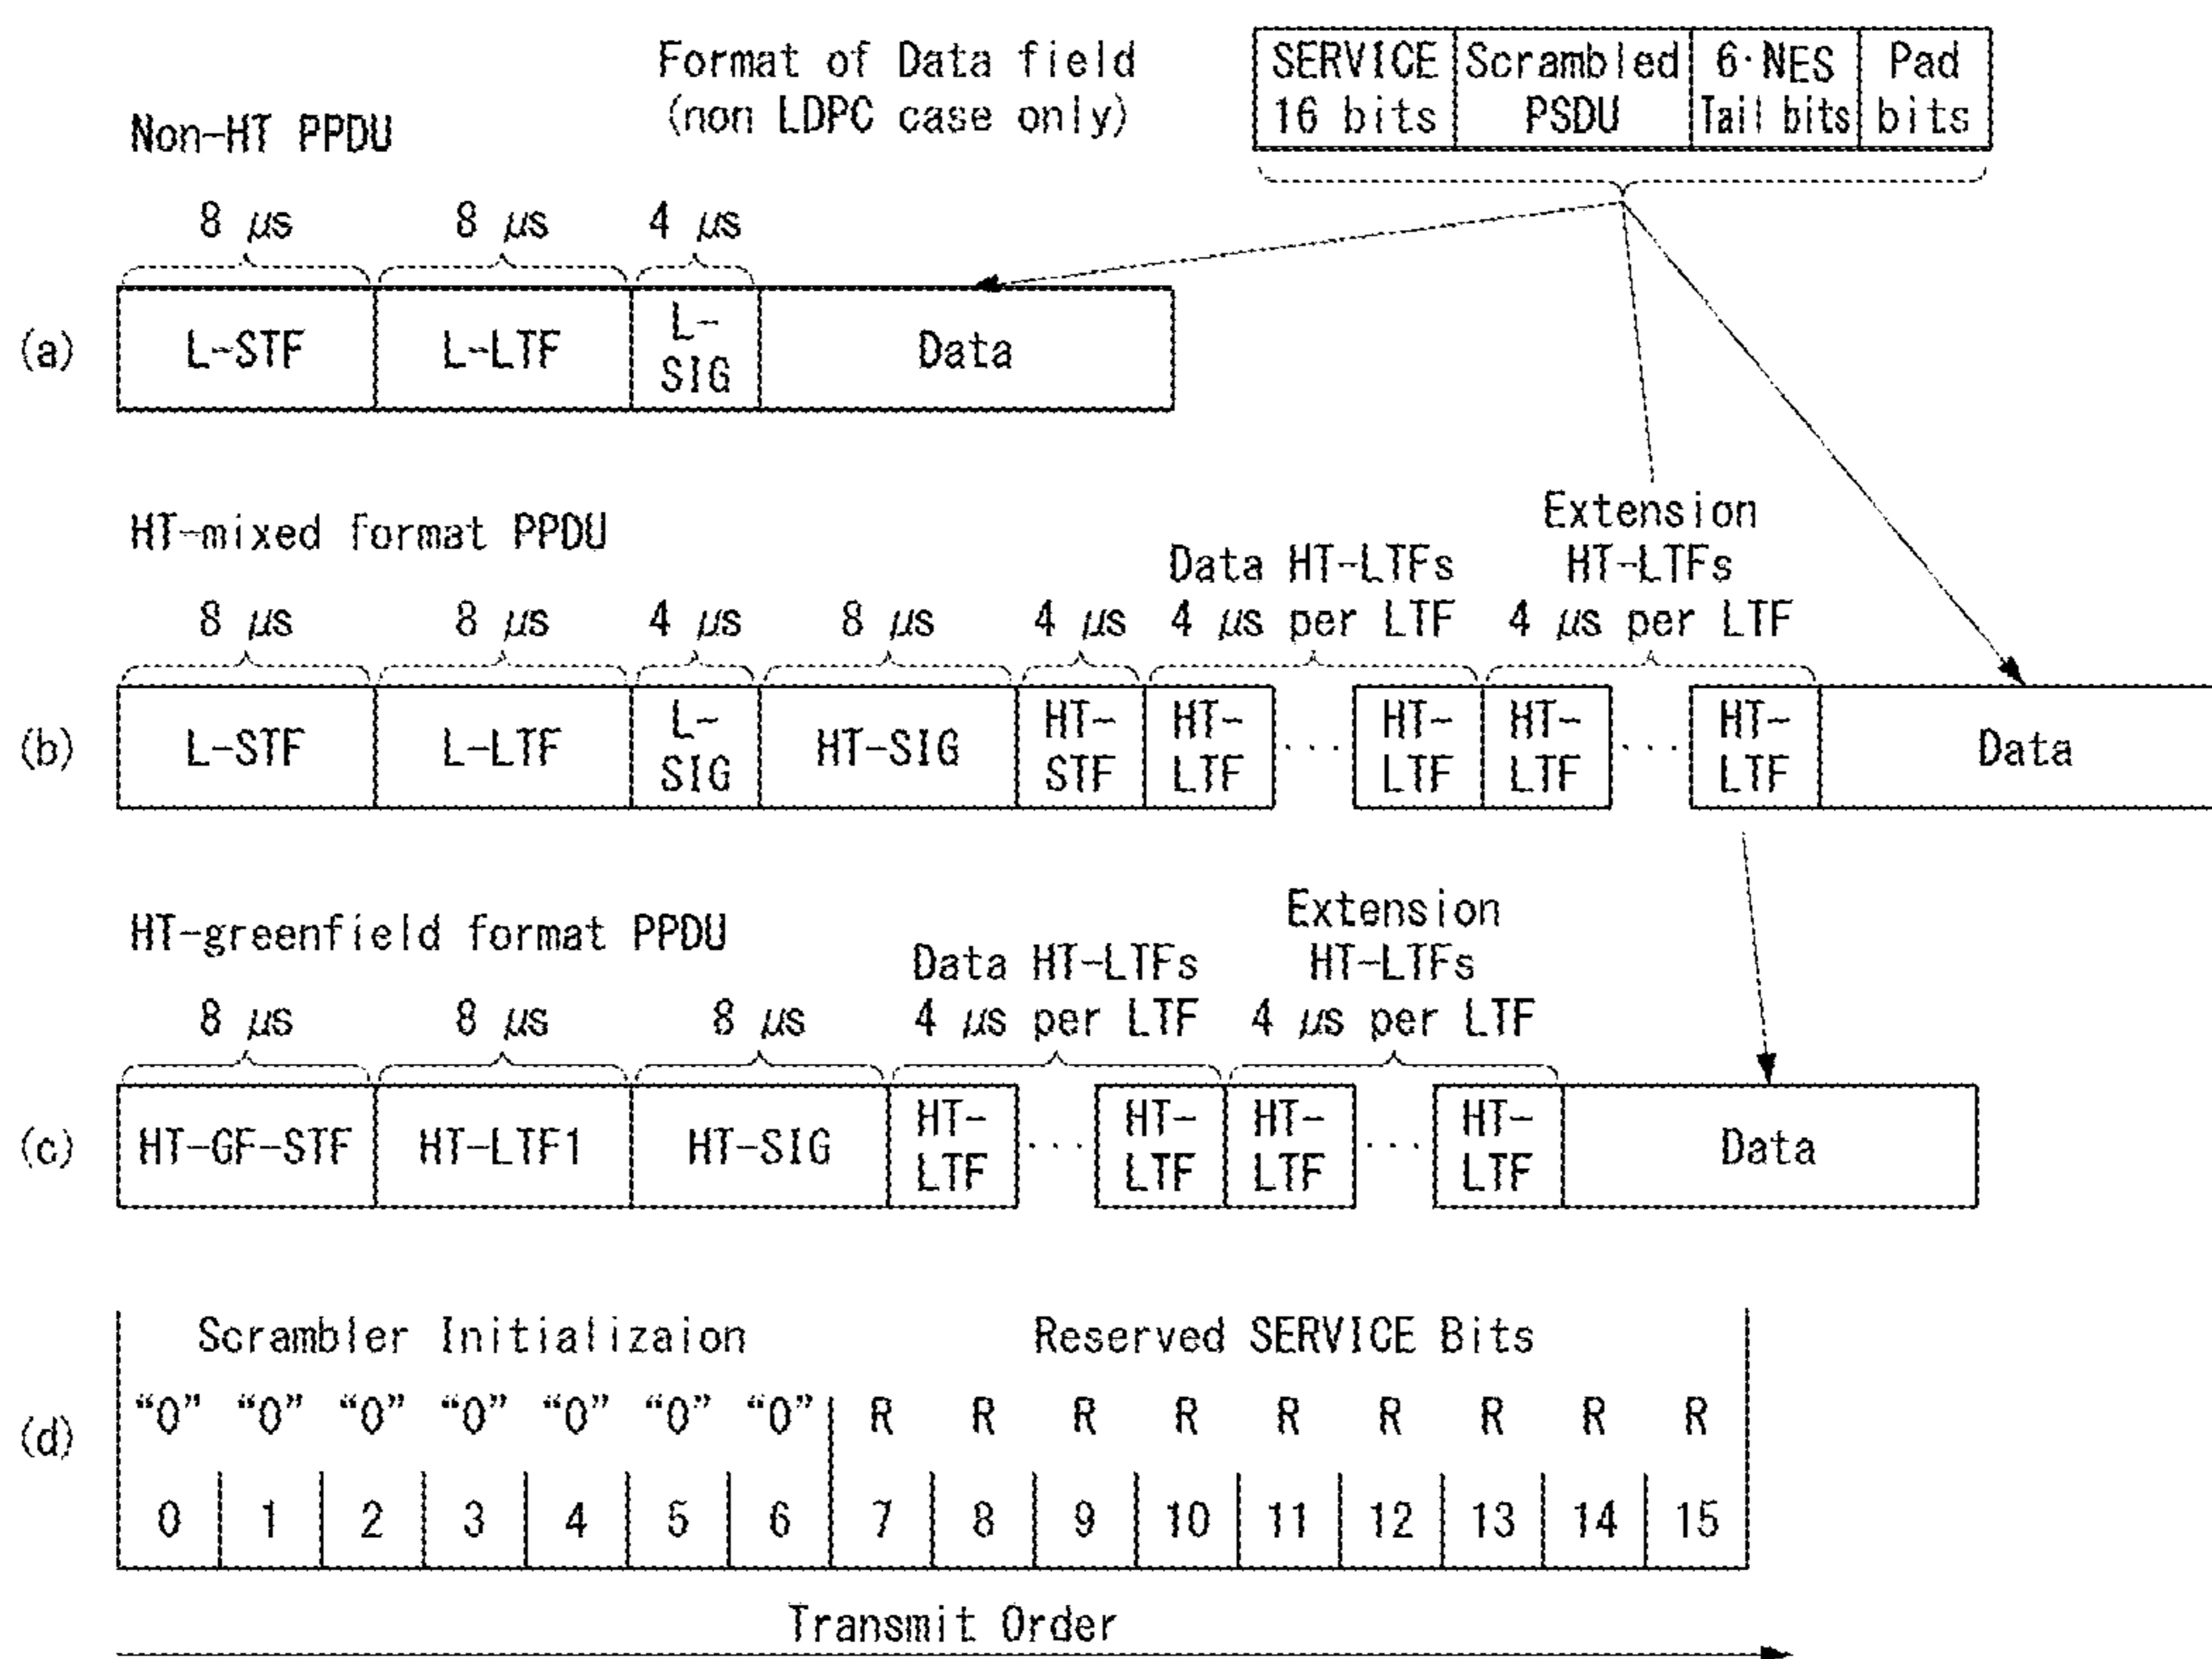 Format of Data field
(non LDPC case only)
SERVICE 16 bits
Scrambled PSDU
6·NES Tail bits
Pad bits
Non-HT PPDU
8 μs 8 μs 4 μs
(a) L-STF L-LTF L-SIG Data
HT-mixed format PPDU
Data HT-LTFs
Extension HT-LTFs
8 μs 8 μs 4 μs 8 μs 4 μs 4 μs per LTF 4 μs per LTF
(b) L-STF L-LTF L-SIG HT-SIG HT-STF HT-LTF ... HT-LTF HT-LTF ... HT-LTF Data
HT-greenfield format PPDU
Data HT-LTFs
Extension HT-LTFs
8 μs 8 μs 8 μs 4 μs per LTF 4 μs per LTF
(c) HT-GF-STF HT-LTF1 HT-SIG HT-LTF ... HT-LTF HT-LTF ... HT-LTF Data
Scrambler Initializaion Reserved SERVICE Bits
(d) “0” “0” “0” “0” “0” “0” “0” R R R R R R R R R
0 1 2 3 4 5 6 7 8 9 10 11 12 13 14 15
Transmit Order